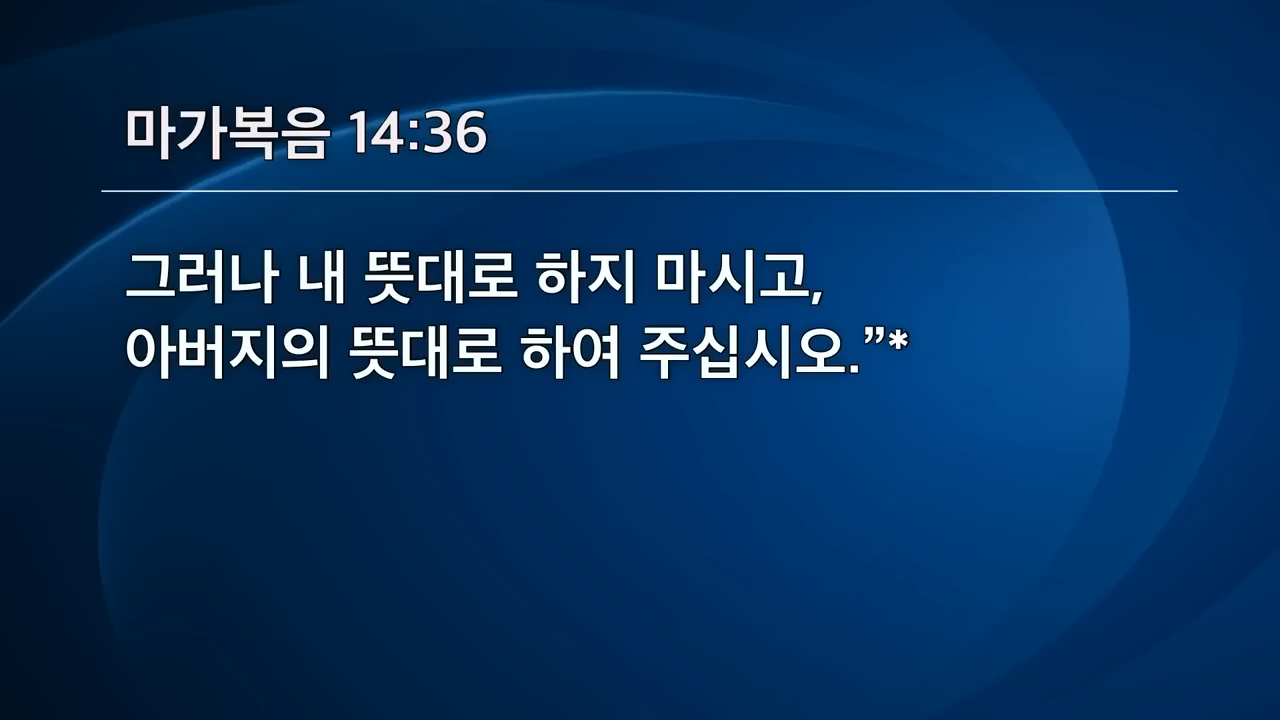 마가복음 14:36
그러나 내 뜻대로 하지 마시고,
아버지의 뜻대로 하여 주십시오.”*